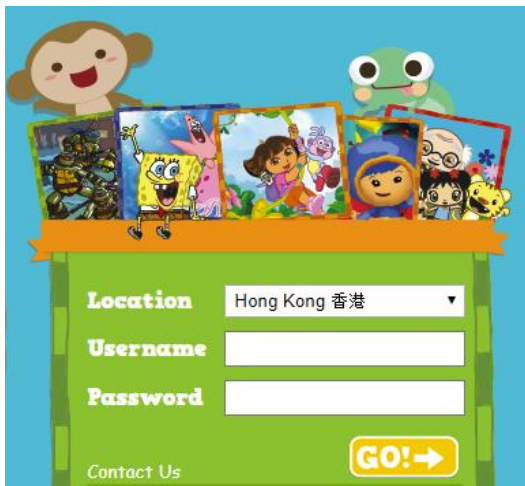 Location Hong Kong 香港
Username
Password
GO!
Contact Us